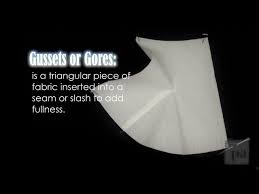 Gussets or Gores:
is a triangular piece of
fabric inserted into a
seam or slash to add
fullness.